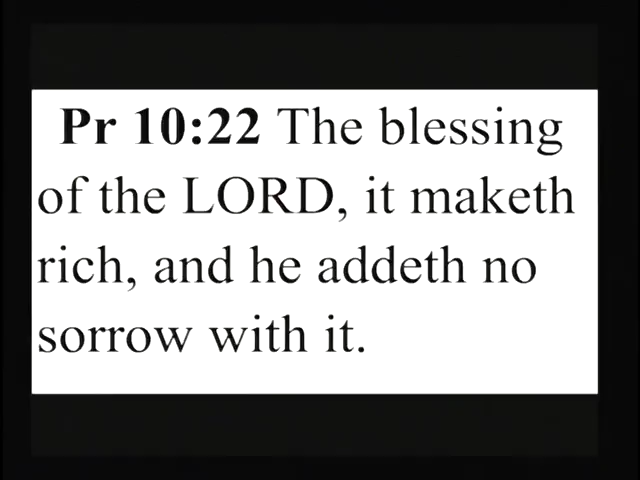 Pr 10:22 The blessing
of the LORD, it maketh
rich, and he addeth no
sorrow with it.